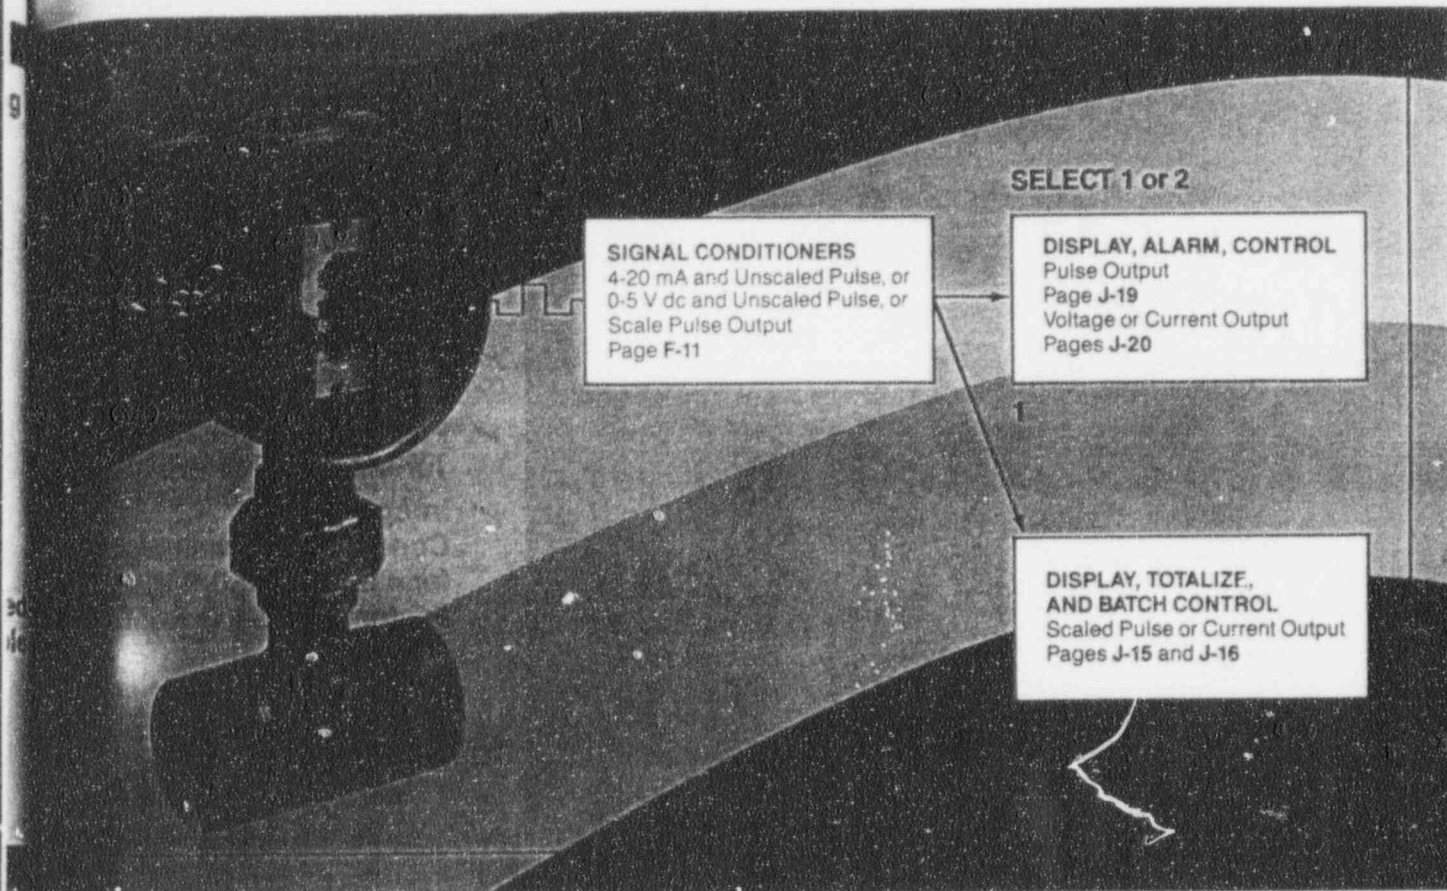 g
SELECT 1 or 2
SIGNAL CONDITIONERS
4-20 mA and Unscaled Pulse, or
0-5 V dc and Unscaled Pulse, or
Scale Pulse Output
Page F-11
DISPLAY, ALARM, CONTROL
Pulse Output
Page J-19
Voltage or Current Output
Pages J-20
1
DISPLAY, TOTALIZE,
AND BATCH CONTROL
Scaled Pulse or Current Output
Pages J-15 and J-16